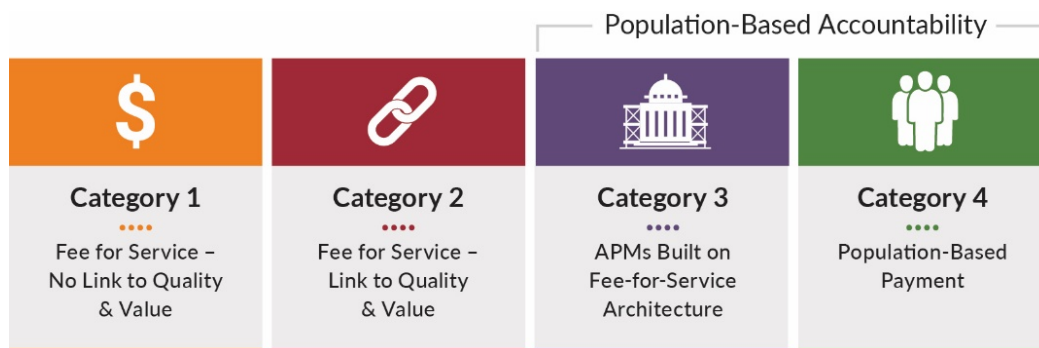 Population-Based Accountability
$
Category 1
Fee for Service –
No Link to Quality
& Value
Category 2
Fee for Service –
Link to Quality
& Value
Category 3
APMs Built on
Fee-for-Service
Architecture
Category 4
Population-Based
Payment